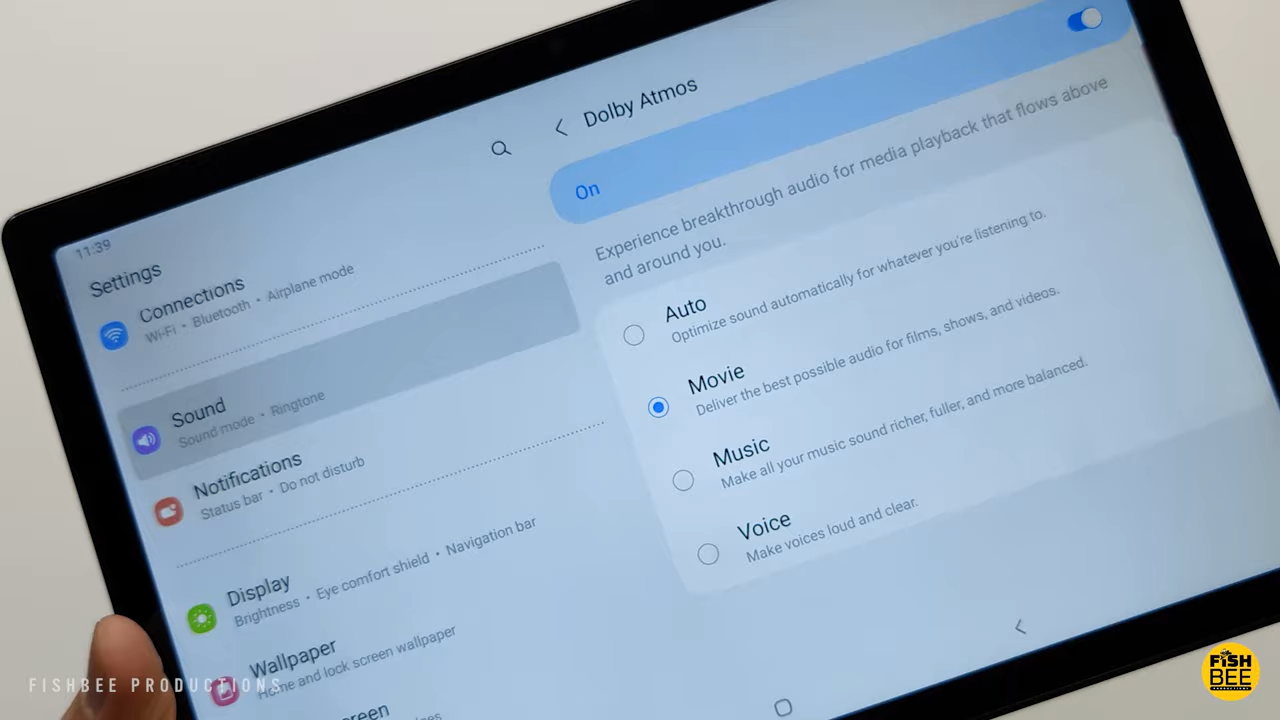 11:39
Settings
Connections
Wi-Fi • Bluetooth • Airplane mode
Sound
Sound mode • Ringtone
Notifications
Status bar • Do not disturb
Display
Brightness • Eye comfort shield • Navigation bar
Wallpaper
Home and lock screen wallpaper
Dolby Atmos
On
Experience breakthrough audio for media playback that flows above
and around you.
Auto
Optimize sound automatically for whatever you're listening to.
Movie
Deliver the best possible audio for films, shows, and videos.
Music
Make all your music sound richer, fuller, and more balanced.
Voice
Make voices loud and clear.
FISHBEE PRODUCTIONS
FISH
BEE
PRODUCTIONS